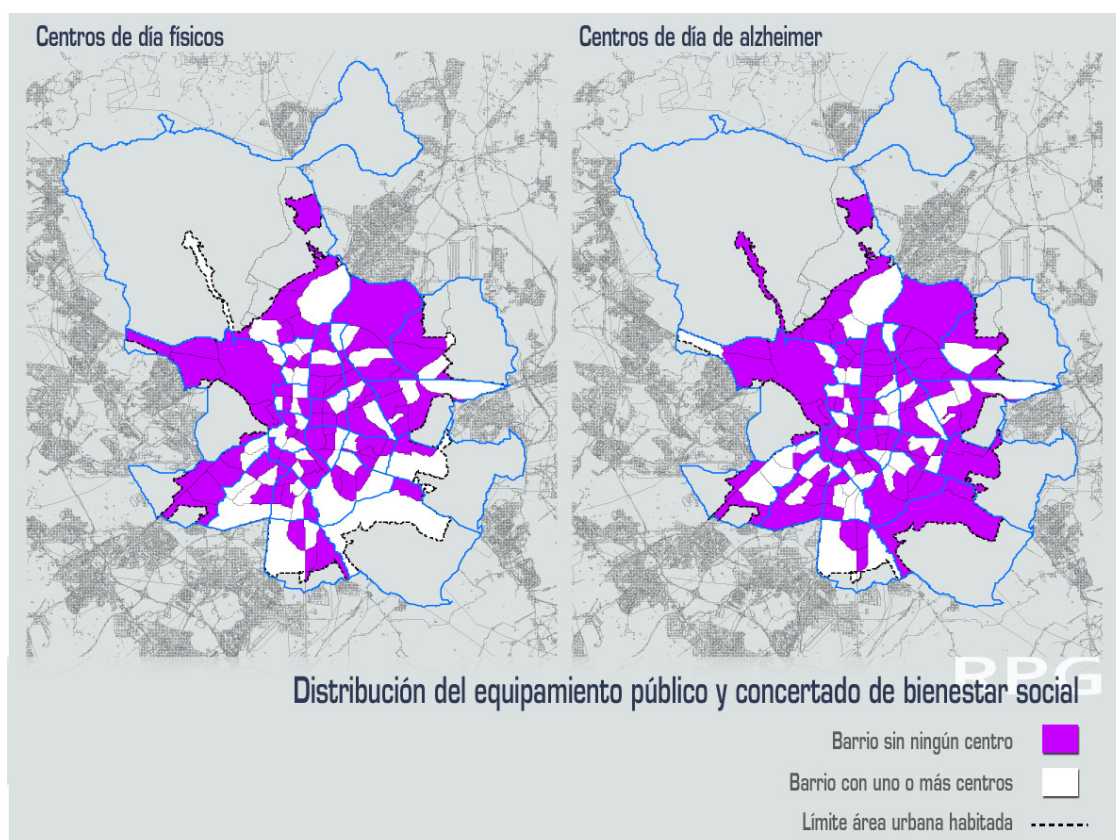 Centros de día físicos
Centros de día de alzheimer
RPG
Distribución del equipamiento público y concertado de bienestar social
Barrio sin ningún centro
Barrio con uno o más centros
Límite área urbana habitada